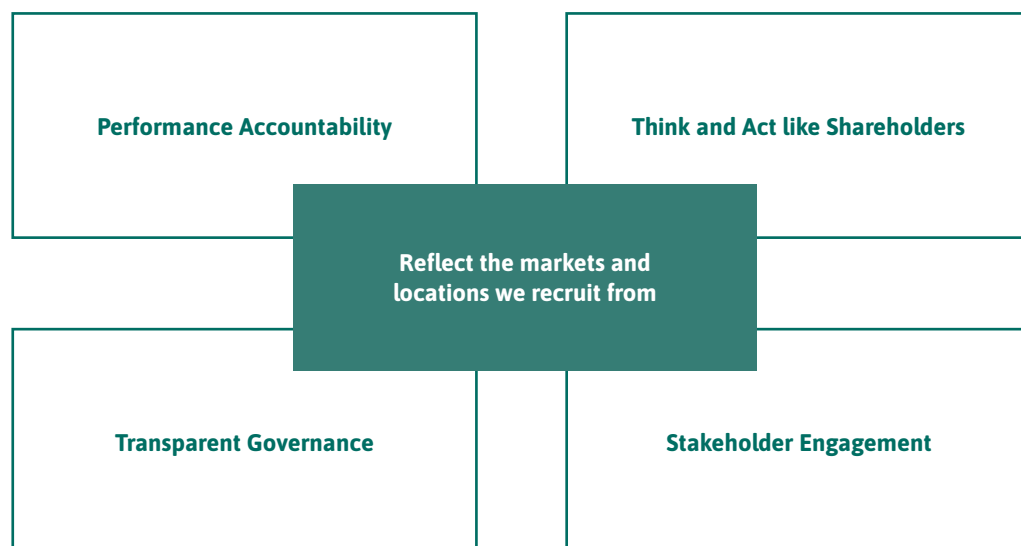 Performance Accountability
Think and Act like Shareholders
Reflect the markets and
locations we recruit from
Transparent Governance
Stakeholder Engagement